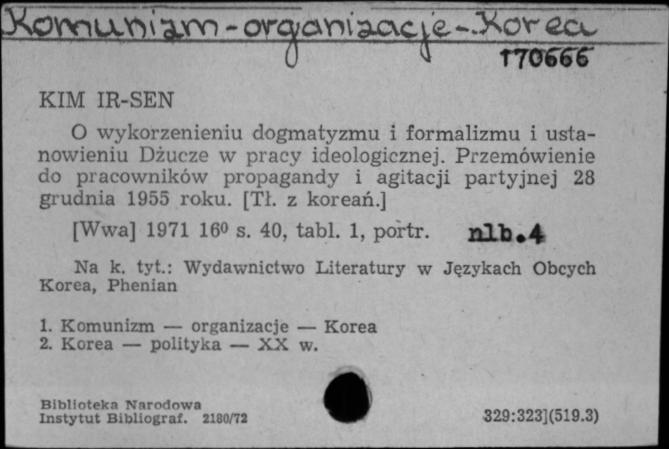 Komunizm-organizacje-Korea
170666
KIM IR-SEN
O wykorzenieniu dogmatyzmu i formalizmu i usta-
nowieniu Dżucze w pracy ideologicznej. Przemówienie
do pracowników propagandy i agitacji partyjnej 28
grudnia 1955 roku. [Tł. z koreań.]
[Wwa] 1971 16⁰ s. 40, tabl. 1, portr. nlb.4
Na k. tyt.: Wydawnictwo Literatury w Językach Obcych
Korea, Phenian
1. Komunizm — organizacje — Korea
2. Korea — polityka — XX w.
Biblioteka Narodowa
Instytut Bibliograf. 2180/72
329:323](519.3)